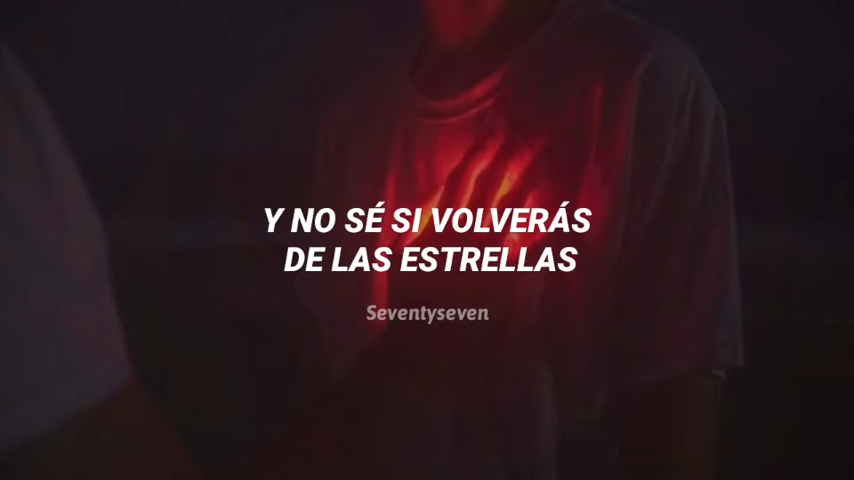 Y NO SÉ SI VOLVERÁS
DE LAS ESTRELLAS
Seventyseven